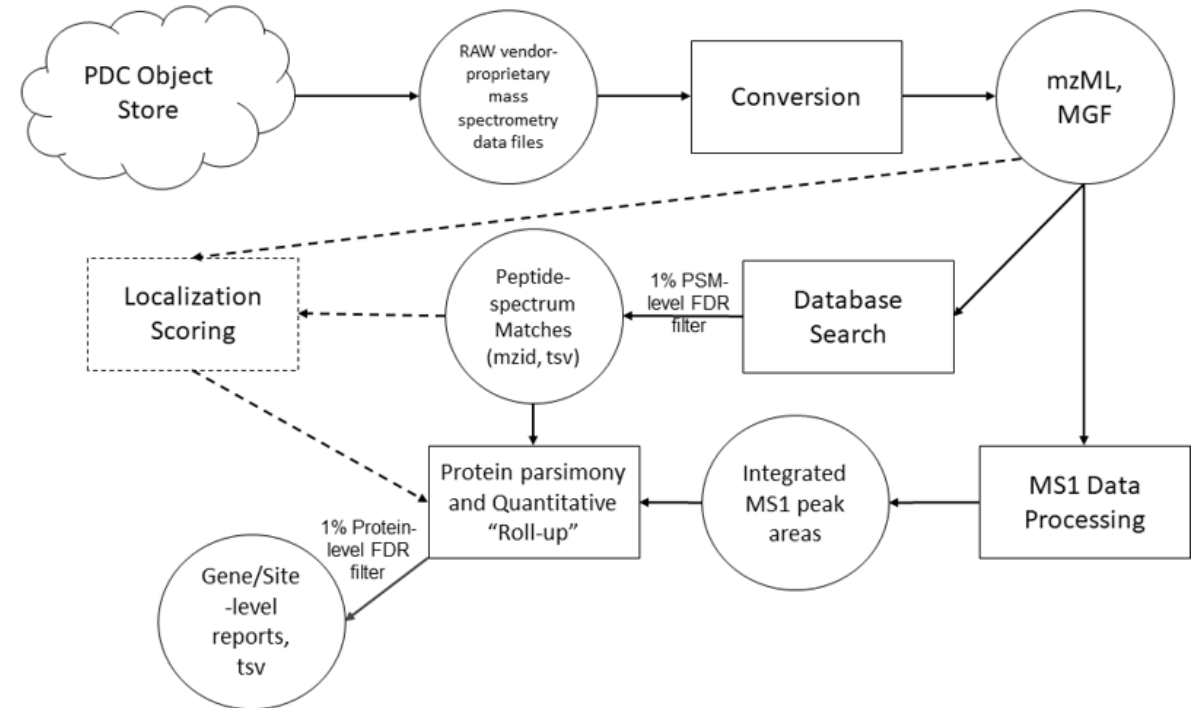 PDC Object
Store
RAW vendor-
proprietary
mass
spectrometry
data files
Conversion
mzML,
MGF
Localization
Scoring
Peptide-
spectrum
Matches
(mzid, tsv)
1% PSM-
level FDR
filter
Database
Search
Protein parsimony
and Quantitative
“Roll-up”
Integrated
MS1 peak
areas
MS1 Data
Processing
1% Protein-
level FDR
filter
Gene/Site
-level
reports,
tsv